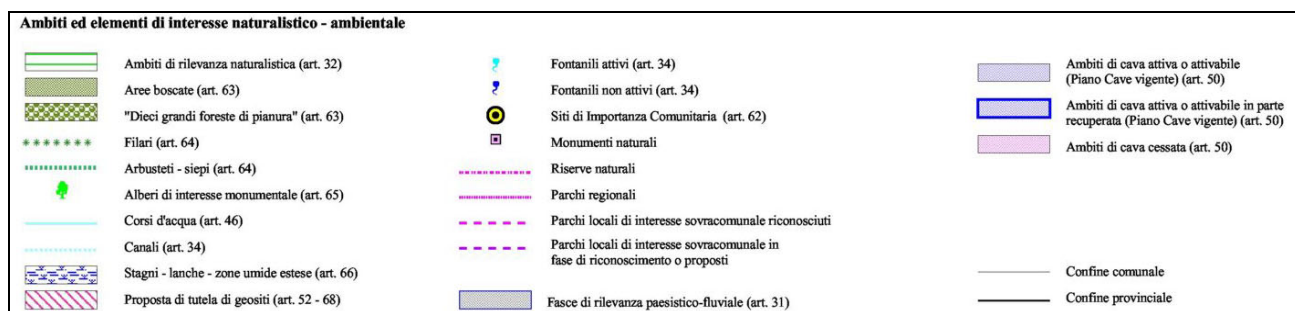 Ambiti ed elementi di interesse naturalistico - ambientale
Ambiti di rilevanza naturalistica (art. 32)
Aree boscate (art. 63)
"Dieci grandi foreste di pianura" (art. 63)
Filari (art. 64)
Arbusteti - siepi (art. 64)
Alberi di interesse monumentale (art. 65)
Corsi d'acqua (art. 46)
Canali (art. 34)
Stagni - lanche - zone umide estese (art. 66)
Proposta di tutela di geositi (art. 52 - 68)
Fontanili attivi (art. 34)
Fontanili non attivi (art. 34)
Siti di Importanza Comunitaria (art. 62)
Monumenti naturali
Riserve naturali
Parchi regionali
Parchi locali di interesse sovracomunale riconosciuti
Parchi locali di interesse sovracomunale in
fase di riconoscimento o proposti
Fasce di rilevanza paesistico-fluviale (art. 31)
Ambiti di cava attiva o attivabile
(Piano Cave vigente) (art. 50)
Ambiti di cava attiva o attivabile in parte
recuperata (Piano Cave vigente) (art. 50)
Ambiti di cava cessata (art. 50)
Confine comunale
Confine provinciale